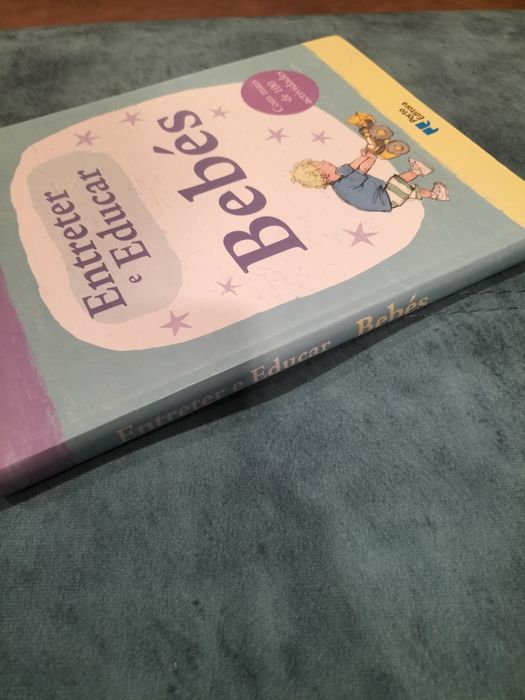 Entreter
e Educar
Bebés
Com mais
de 100
actividades
Porto
Editora
Entreter e Educar Bebés